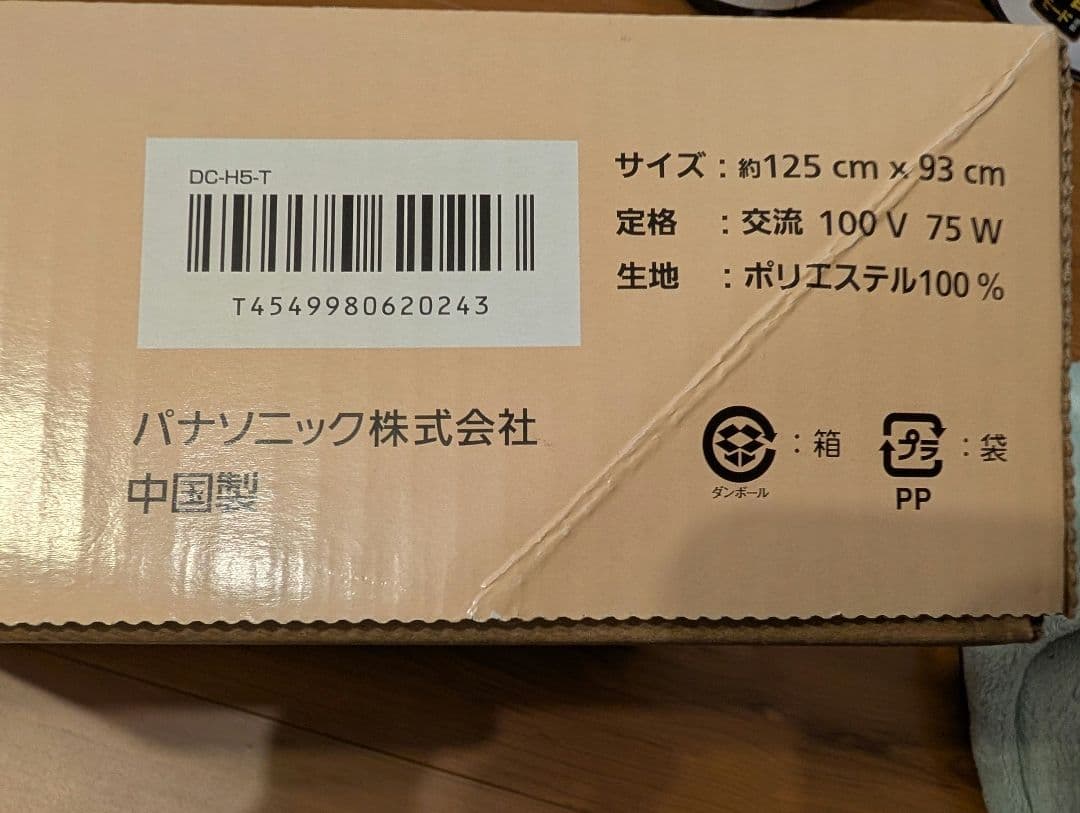 DC-H5-T
T4549980620243
サイズ：約125 cm × 93 cm
定格　：交流 100 V 75 W
生地　：ポリエステル100 %
パナソニック株式会社
中国製
ダンボール
：箱
プラ
PP
：袋